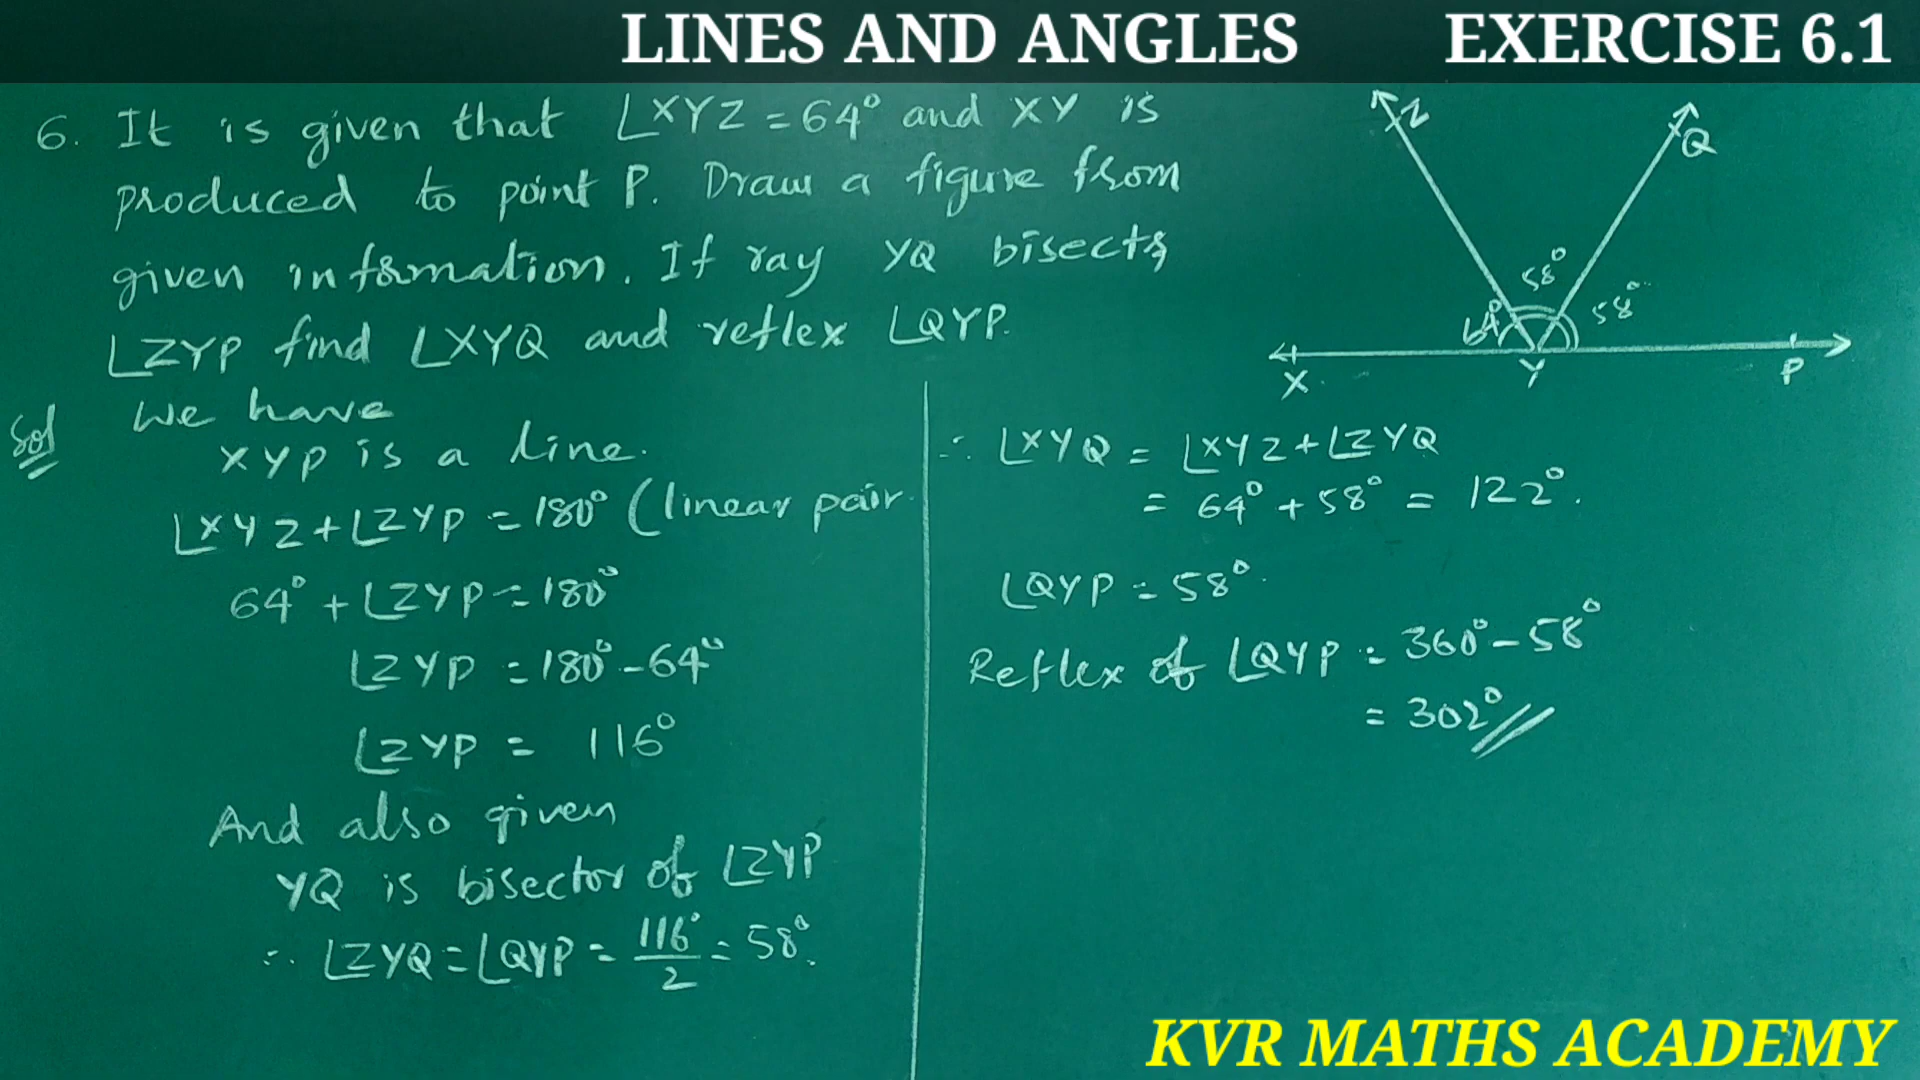 LINES AND ANGLES EXERCISE 6.1
6. It is given that ∠XYZ = 64° and XY is
produced to point P. Draw a figure from
given information. If ray YQ bisects
∠ZYP find ∠XYQ and reflex ∠QYP.
Z
Q
58°
64°
58°
X
Y
P
Sol
We have
XYP is a line.
∠XYZ+∠ZYP = 180° (linear pair
64° + ∠ZYP = 180°
∠ZYP = 180° - 64°
∠ZYP = 116°
And also given
YQ is bisector of ∠ZYP
∴ ∠ZYQ = ∠QYP = 116°/2 = 58°.
∴ ∠XYQ = ∠XYZ+∠ZYQ
= 64° + 58° = 122°.
∠QYP = 58°.
Reflex of ∠QYP = 360° - 58°
= 302° //
KVR MATHS ACADEMY